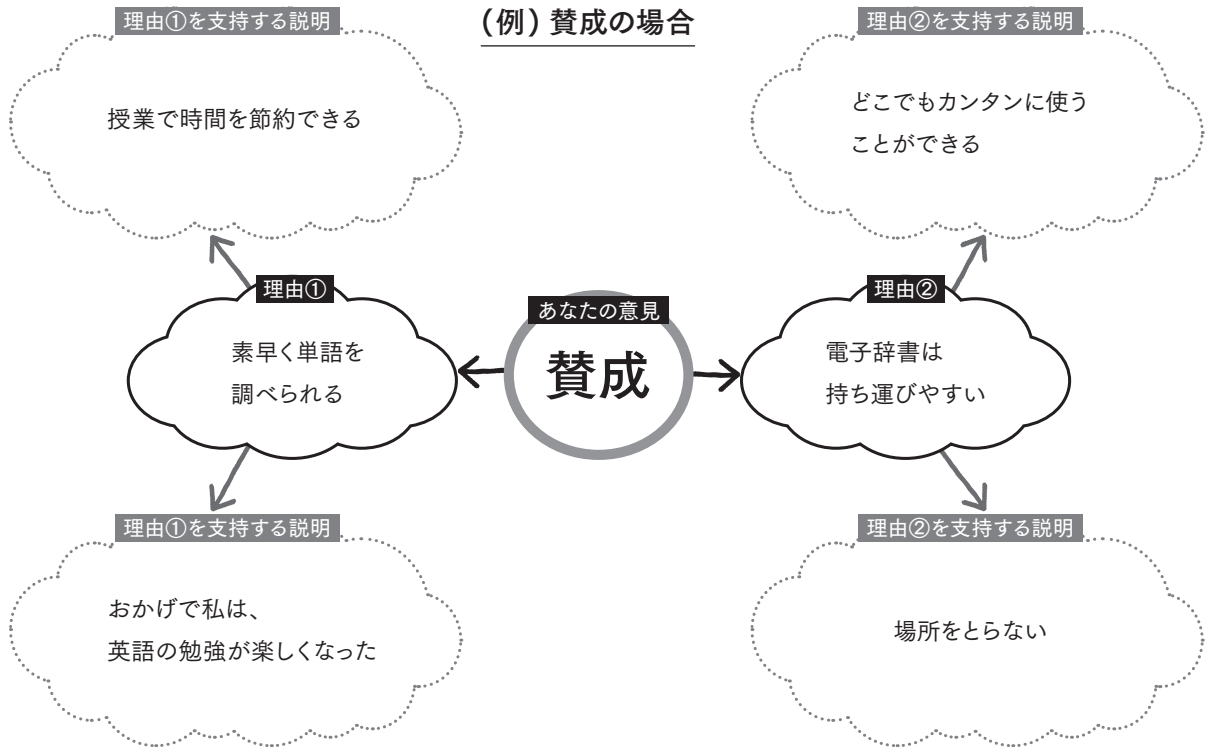 (例)賛成の場合
理由①を支持する説明
授業で時間を節約できる
理由②を支持する説明
どこでもカンタンに使う
ことができる
理由①
素早く単語を
調べられる
あなたの意見
賛成
理由②
電子辞書は
持ち運びやすい
理由①を支持する説明
おかげで私は、
英語の勉強が楽しくなった
理由②を支持する説明
場所をとらない